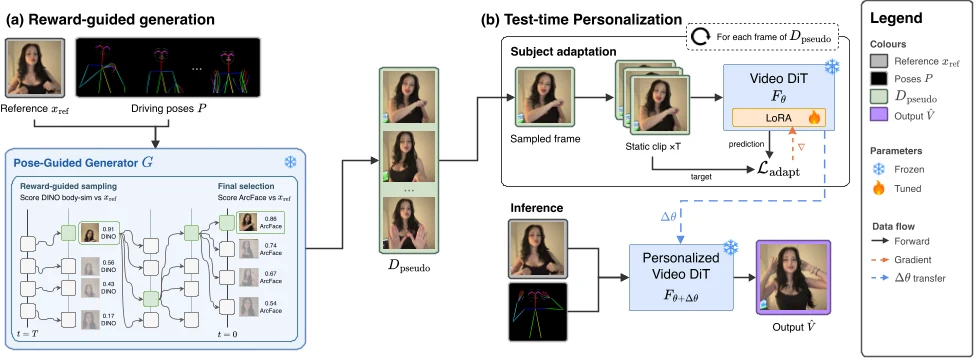 (a) Reward-guided generation
Reference x_ref
Driving poses P
...
Pose-Guided Generator G
Reward-guided sampling
Score DINO body-sim vs x_ref
Final selection
Score ArcFace vs x_ref
0.91
DINO
0.56
DINO
0.43
DINO
0.17
DINO
0.86
ArcFace
0.74
ArcFace
0.67
ArcFace
0.54
ArcFace
t = T
t = 0
...
D_pseudo
(b) Test-time Personalization
For each frame of D_pseudo
Subject adaptation
Sampled frame
Static clip ×T
Video DiT
F_θ
LoRA
prediction
∇
target
L_adapt
Δθ
Inference
Personalized
Video DiT
F_θ+Δθ
Output V̂
Legend
Colours
Reference x_ref
Poses P
D_pseudo
Output V̂
Parameters
Frozen
Tuned
Data flow
Forward
Gradient
Δθ transfer